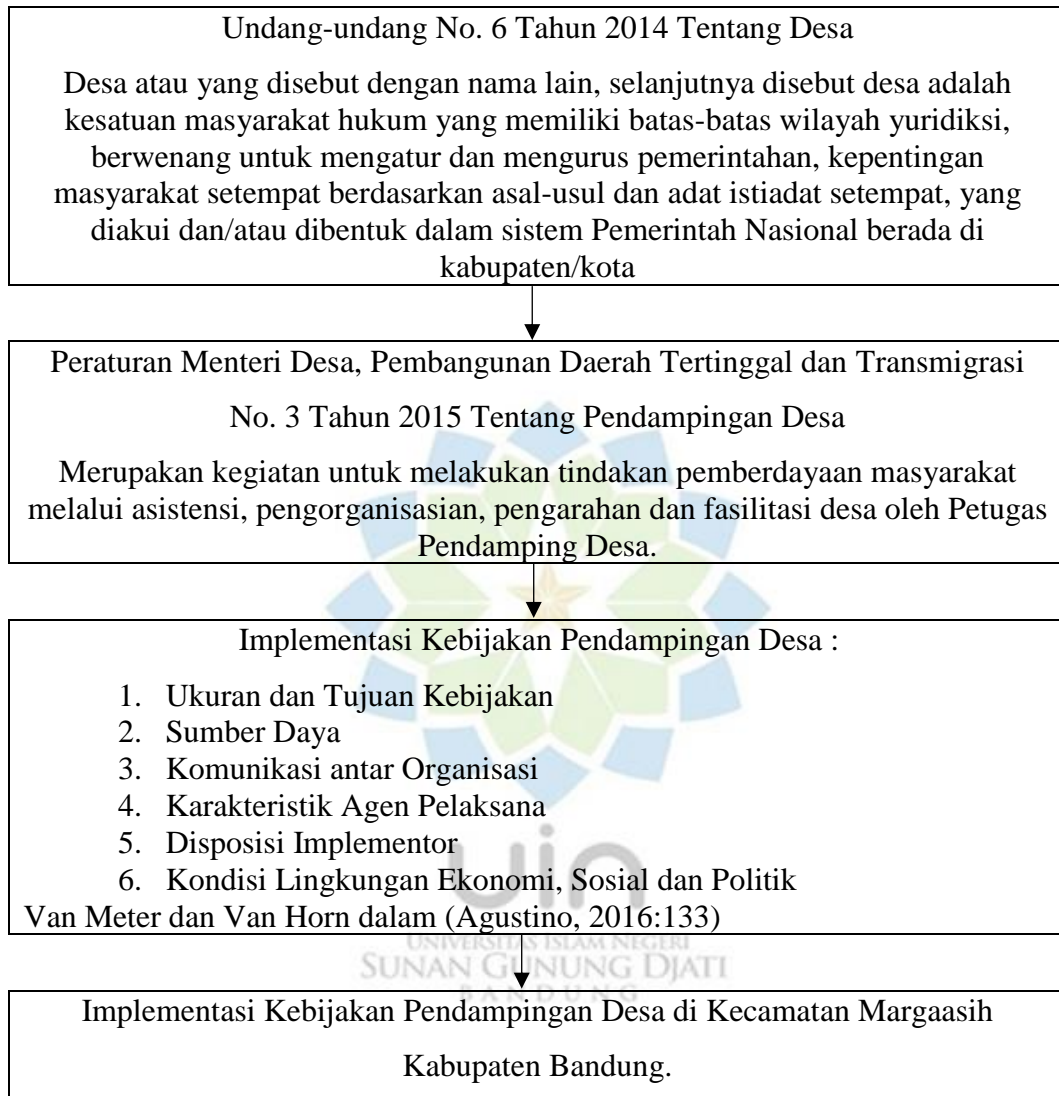 Undang-undang No. 6 Tahun 2014 Tentang Desa
Desa atau yang disebut dengan nama lain, selanjutnya disebut desa adalah
kesatuan masyarakat hukum yang memiliki batas-batas wilayah yuridiksi,
berwenang untuk mengatur dan mengurus pemerintahan, kepentingan
masyarakat setempat berdasarkan asal-usul dan adat istiadat setempat, yang
diakui dan/atau dibentuk dalam sistem Pemerintah Nasional berada di
kabupaten/kota
Peraturan Menteri Desa, Pembangunan Daerah Tertinggal dan Transmigrasi
No. 3 Tahun 2015 Tentang Pendampingan Desa
Merupakan kegiatan untuk melakukan tindakan pemberdayaan masyarakat
melalui asistensi, pengorganisasian, pengarahan dan fasilitasi desa oleh Petugas
Pendamping Desa.
Implementasi Kebijakan Pendampingan Desa :
1. Ukuran dan Tujuan Kebijakan
2. Sumber Daya
3. Komunikasi antar Organisasi
4. Karakteristik Agen Pelaksana
5. Disposisi Implementor
6. Kondisi Lingkungan Ekonomi, Sosial dan Politik
uin
Van Meter dan Van Horn dalam (Agustino, 2016:133)
UNIVERSITAS ISLAM NEGERI
SUNAN GUNUNG DJATI
BANDUNG
Implementasi Kebijakan Pendampingan Desa di Kecamatan Margaasih
Kabupaten Bandung.